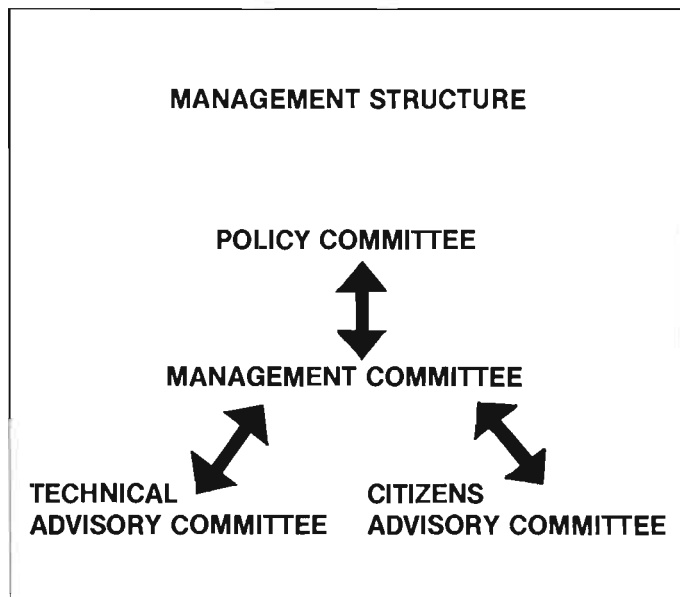 MANAGEMENT STRUCTURE
POLICY COMMITTEE
MANAGEMENT COMMITTEE
TECHNICAL
ADVISORY COMMITTEE
CITIZENS
ADVISORY COMMITTEE